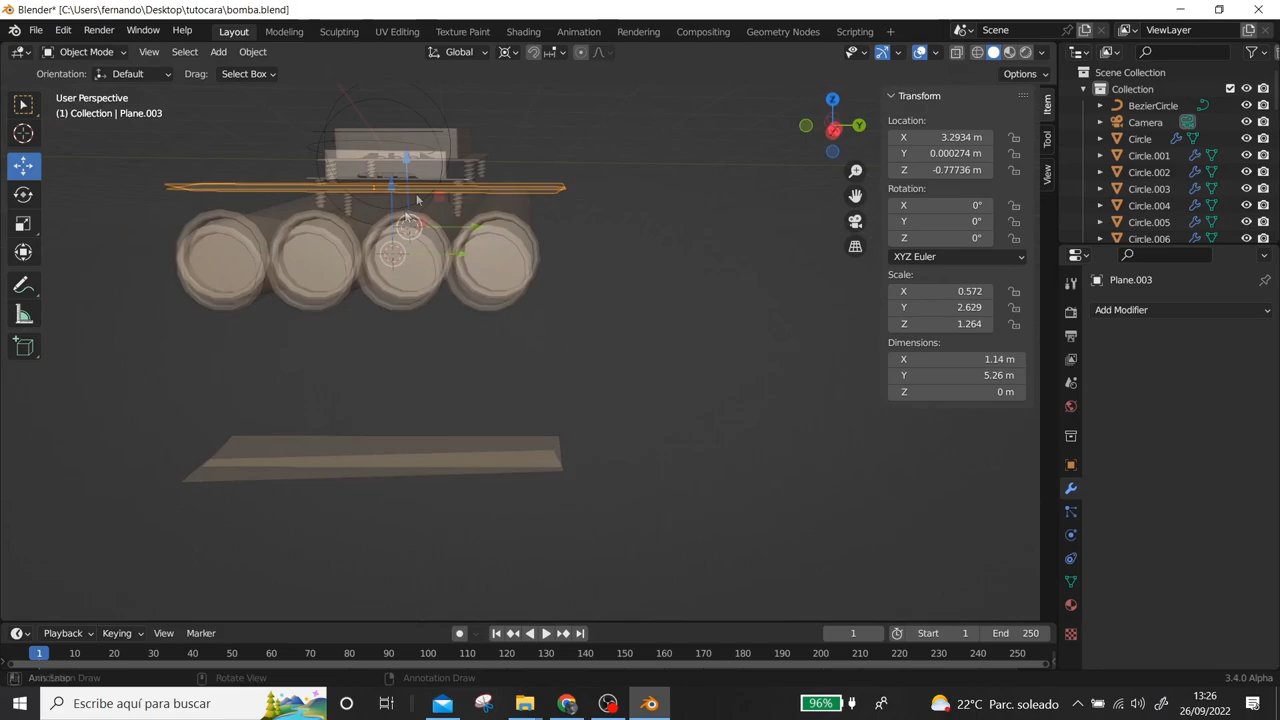 Blender* [C:\Users\fernando\Desktop\tutocara\bomba.blend]
File Edit Render Window Help Layout Modeling Sculpting UV Editing Texture Paint Shading Animation Rendering Compositing Geometry Nodes Scripting Scene ViewLayer
Object Mode View Select Add Object Global
Orientation: Default Drag: Select Box Options
User Perspective
(1) Collection | Plane.003
Transform
Location:
X 3.2934 m
Y 0.000274 m
Z -0.77736 m
Rotation:
X 0°
Y 0°
Z 0°
XYZ Euler
Scale:
X 0.572
Y 2.629
Z 1.264
Dimensions:
X 1.14 m
Y 5.26 m
Z 0 m
Item
Tool
View
Z
Y
Scene Collection
Collection
BezierCircle
Camera
Circle
Circle.001
Circle.002
Circle.003
Circle.004
Circle.005
Circle.006
Plane.003
Add Modifier
Playback Keying View Marker 1 Start 1 End 250
1 10 20 30 40 50 60 70 80 90 100 110 120 130 140 150 160 170 180 190 200 210 220 230 240 250
Rotate View Annotation Draw 3.4.0 Alpha
Escribe aquí para buscar 96% 22°C Parc. soleado 13:26
26/09/2022